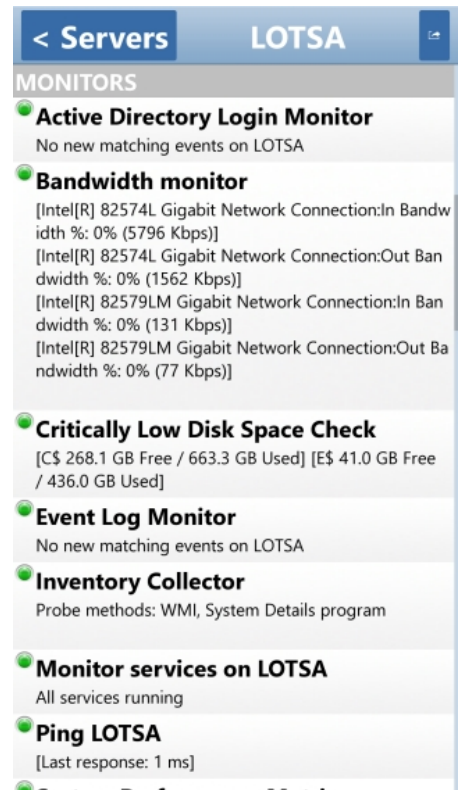 < Servers LOTSA
MONITORS
Active Directory Login Monitor
No new matching events on LOTSA
Bandwidth monitor
[Intel[R] 82574L Gigabit Network Connection:In Bandw
idth %: 0% (5796 Kbps)]
[Intel[R] 82574L Gigabit Network Connection:Out Ban
dwidth %: 0% (1562 Kbps)]
[Intel[R] 82579LM Gigabit Network Connection:In Ban
dwidth %: 0% (131 Kbps)]
[Intel[R] 82579LM Gigabit Network Connection:Out Ba
ndwidth %: 0% (77 Kbps)]
Critically Low Disk Space Check
[C$ 268.1 GB Free / 663.3 GB Used] [E$ 41.0 GB Free
/ 436.0 GB Used]
Event Log Monitor
No new matching events on LOTSA
Inventory Collector
Probe methods: WMI, System Details program
Monitor services on LOTSA
All services running
Ping LOTSA
[Last response: 1 ms]